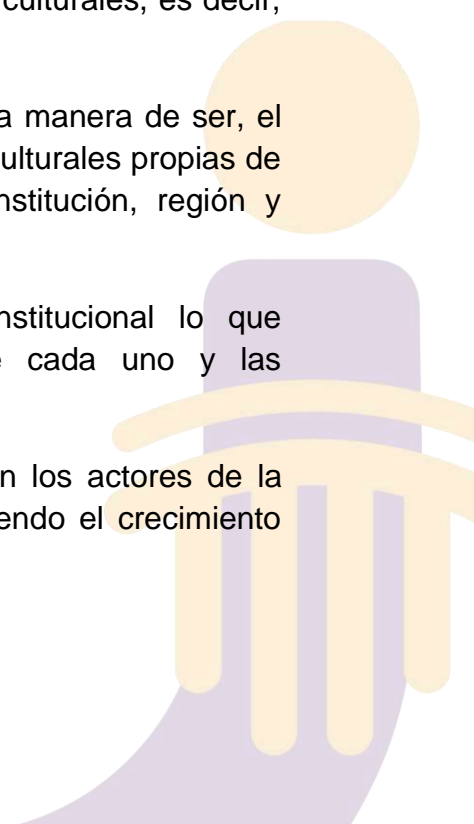 culturales, es decir,
a manera de ser, el
ulturales propias de
nstitución, región y
nstitucional lo que
cada uno y las
n los actores de la
endo el crecimiento